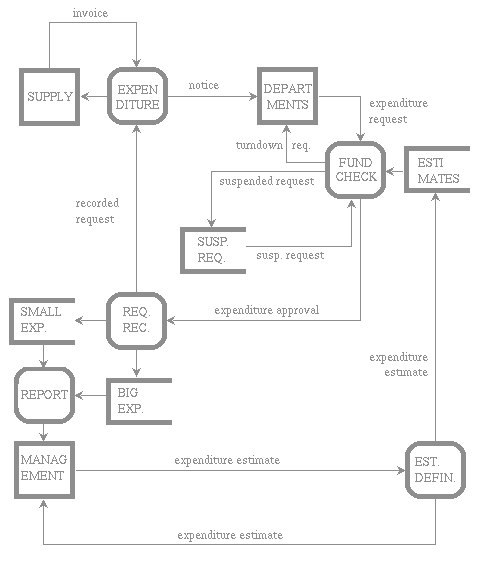 invoice
SUPPLY
EXPEN
DITURE
notice
DEPART
MENTS
expenditure
request
turndown req.
FUND
CHECK
ESTI
MATES
suspended request
recorded
request
SUSP.
REQ.
susp. request
SMALL
EXP.
REQ.
REC.
expenditure approval
expenditure
estimate
REPORT
BIG
EXP.
MANAG
EMENT
expenditure estimate
EST.
DEFIN.
expenditure estimate